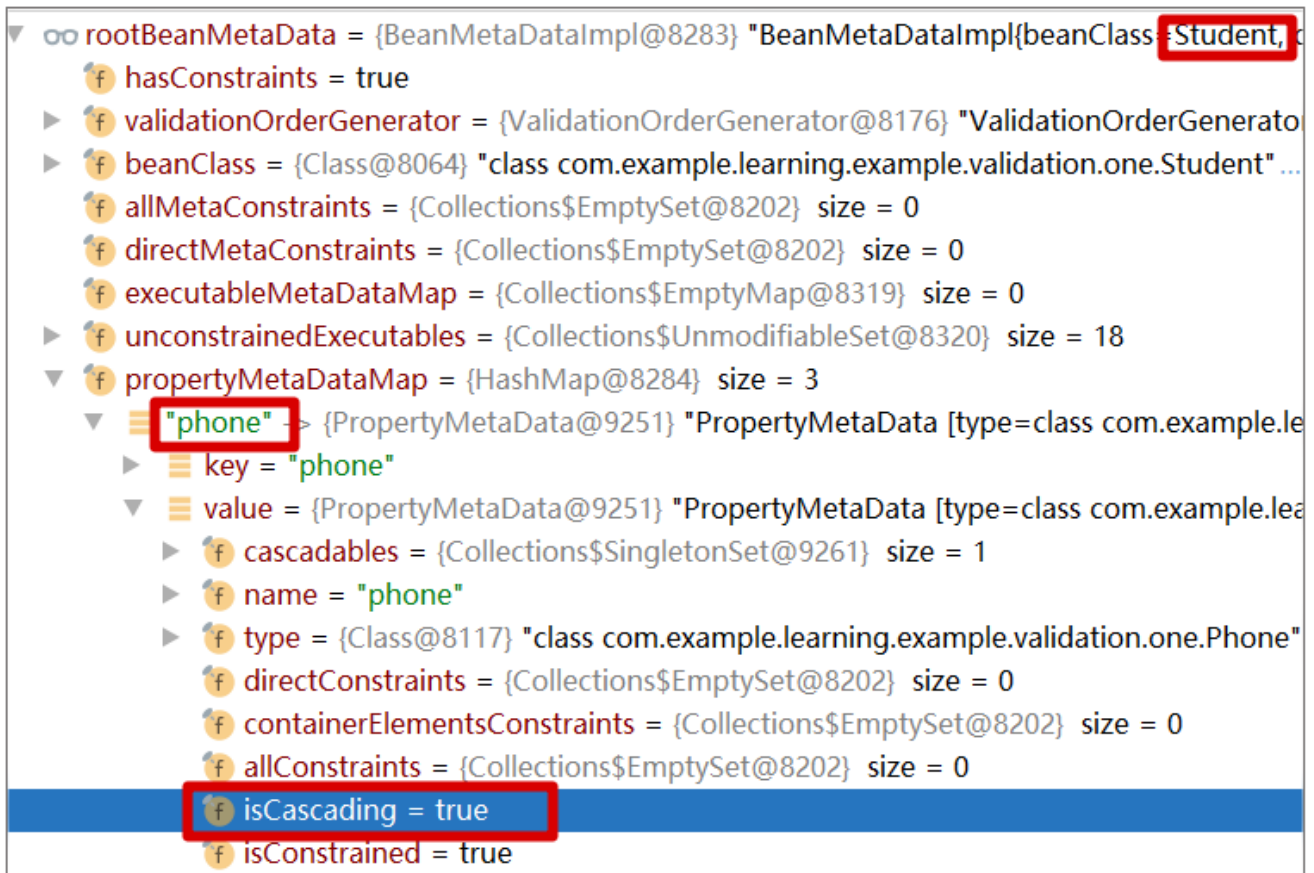 rootBeanMetaData = {BeanMetaDataImpl@8283} "BeanMetaDataImpl{beanClass=Student,
hasConstraints = true
validationOrderGenerator = {ValidationOrderGenerator@8176} "ValidationOrderGenerato
beanClass = {Class@8064} "class com.example.learning.example.validation.one.Student" ...
allMetaConstraints = {Collections$EmptySet@8202} size = 0
directMetaConstraints = {Collections$EmptySet@8202} size = 0
executableMetaDataMap = {Collections$EmptyMap@8319} size = 0
unconstrainedExecutables = {Collections$UnmodifiableSet@8320} size = 18
propertyMetaDataMap = {HashMap@8284} size = 3
"phone" -> {PropertyMetaData@9251} "PropertyMetaData [type=class com.example.le
key = "phone"
value = {PropertyMetaData@9251} "PropertyMetaData [type=class com.example.lea
cascadables = {Collections$SingletonSet@9261} size = 1
name = "phone"
type = {Class@8117} "class com.example.learning.example.validation.one.Phone"
directConstraints = {Collections$EmptySet@8202} size = 0
containerElementsConstraints = {Collections$EmptySet@8202} size = 0
allConstraints = {Collections$EmptySet@8202} size = 0
isCascading = true
isConstrained = true